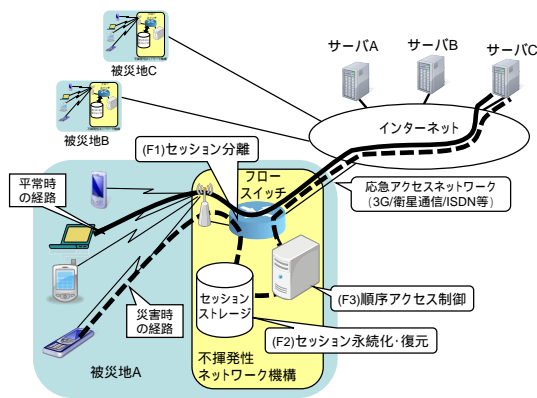 被災地C
被災地B
サーバA
サーバB
サーバC
インターネット
(F1)セッション分離
平常時
の経路
フロー
スイッチ
応急アクセスネットワーク
(3G/衛星通信/ISDN等)
セッション
ストレージ
(F3)順序アクセス制御
災害時
の経路
(F2)セッション永続化・復元
不揮発性
ネットワーク機構
被災地A